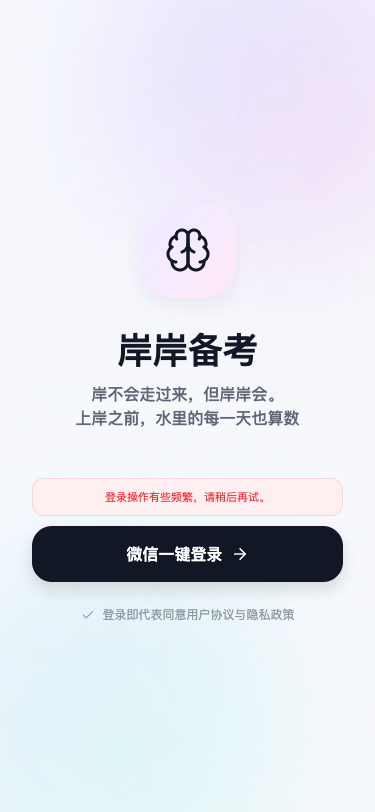 岸岸备考
岸不会走过来，但岸岸会。
上岸之前，水里的每一天也算数
登录操作有些频繁，请稍后再试。
微信一键登录
登录即代表同意用户协议与隐私政策